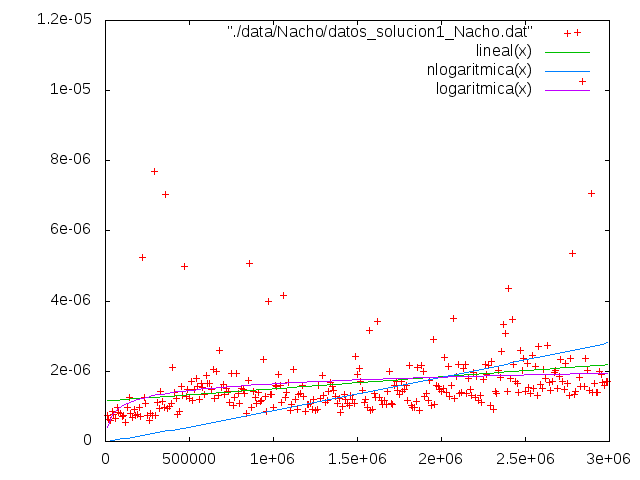 1.2e-05
1e-05
8e-06
6e-06
4e-06
2e-06
0
0 500000 1e+06 1.5e+06 2e+06 2.5e+06 3e+06
"./data/Nacho/datos_solucion1_Nacho.dat"
lineal(x)
nlogaritmica(x)
logaritmica(x)